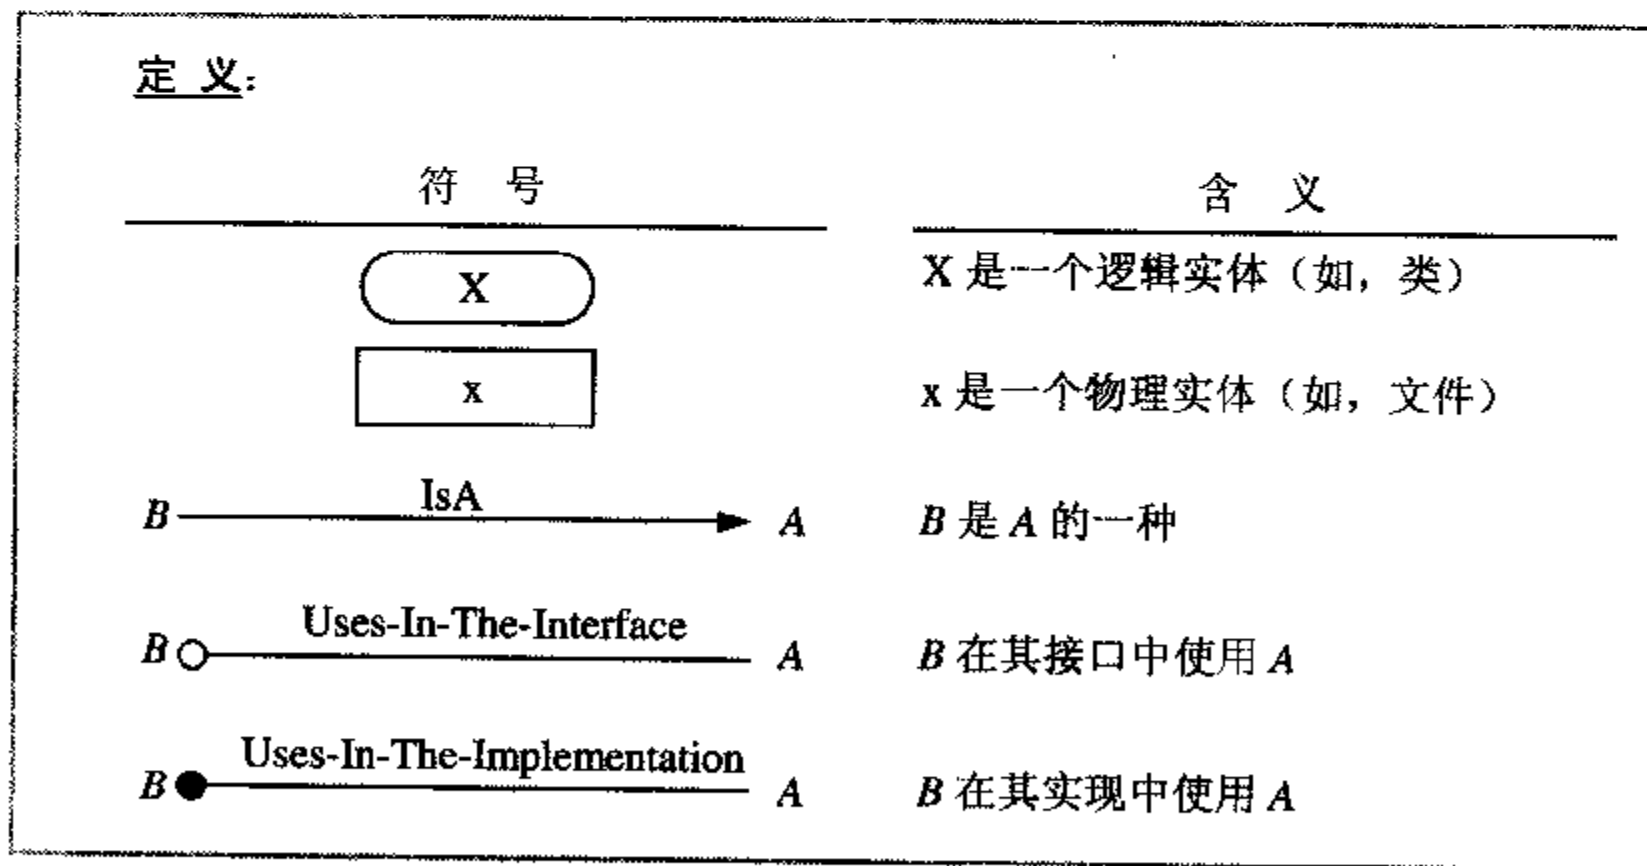 定 义:
符 号 含 义
X X 是一个逻辑实体（如，类）
x x 是一个物理实体（如，文件）
B IsA A B 是 A 的一种
B Uses-In-The-Interface A B 在其接口中使用 A
B Uses-In-The-Implementation A B 在其实现中使用 A